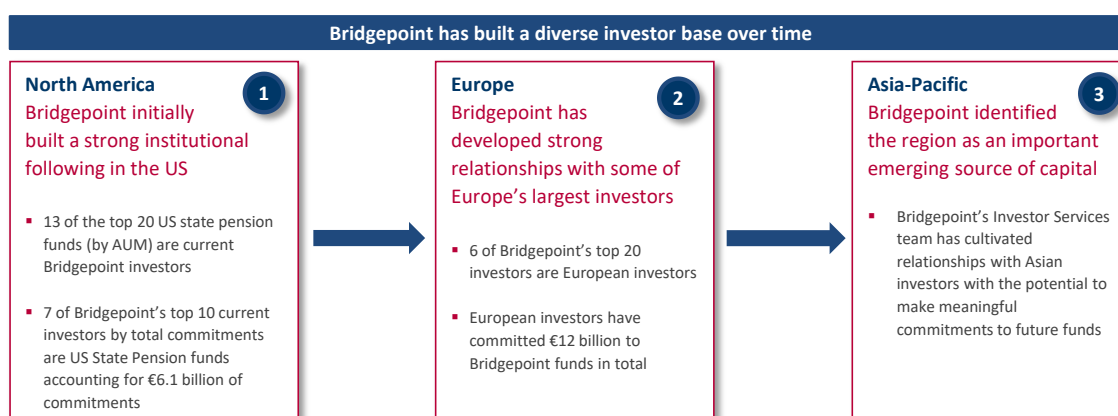 Bridgepoint has built a diverse investor base over time
North America
1
Bridgepoint initially
built a strong institutional
following in the US
▪ 13 of the top 20 US state pension
funds (by AUM) are current
Bridgepoint investors
▪ 7 of Bridgepoint’s top 10 current
investors by total commitments
are US State Pension funds
accounting for €6.1 billion of
commitments
Europe
2
Bridgepoint has
developed strong
relationships with some of
Europe’s largest investors
▪ 6 of Bridgepoint’s top 20
investors are European investors
▪ European investors have
committed €12 billion to
Bridgepoint funds in total
Asia-Pacific
3
Bridgepoint identified
the region as an important
emerging source of capital
▪ Bridgepoint’s Investor Services
team has cultivated
relationships with Asian
investors with the potential to
make meaningful
commitments to future funds